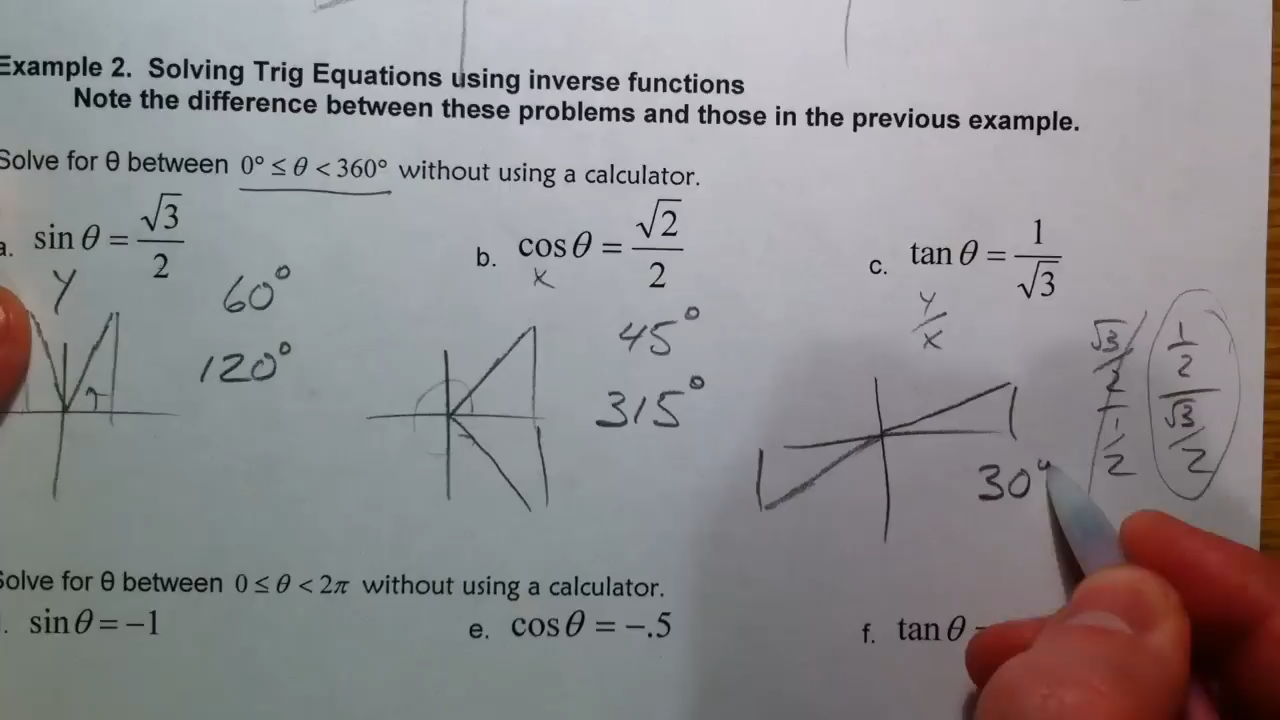 Example 2. Solving Trig Equations using inverse functions
Note the difference between these problems and those in the previous example.
Solve for θ between 0° ≤ θ < 360° without using a calculator.
a. sin θ = √3/2
y
60°
120°
b. cos θ = √2/2
x
45°
315°
c. tan θ = 1/√3
y/x
√3/2 / 1/2
1/2 / √3/2
30°
Solve for θ between 0 ≤ θ < 2π without using a calculator.
. sin θ = −1
e. cos θ = −.5
f. tan θ